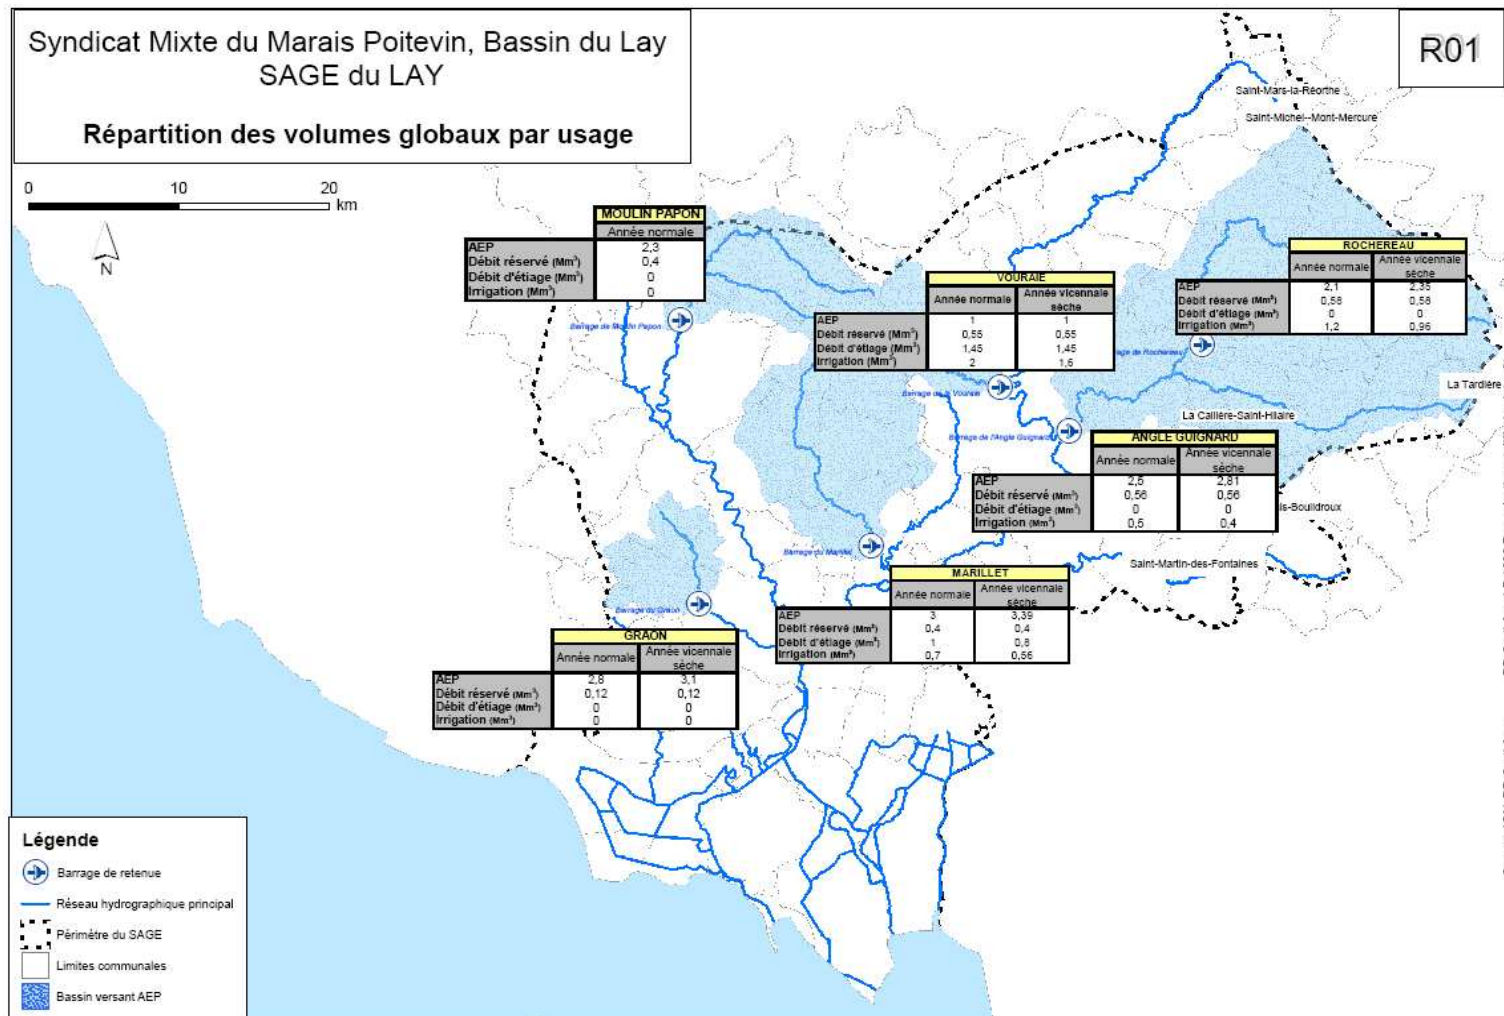 Syndicat Mixte du Marais Poitevin, Bassin du Lay
SAGE du LAY
Répartition des volumes globaux par usage
R01
0 10 20
km
N
Saint-Mars-la-Réorthe
Saint-Michel--Mont-Mercure
MOULIN PAPON
Année normale
AEP 2,3
Débit réservé (Mm³) 0,4
Débit d'étiage (Mm³) 0
Irrigation (Mm³) 0
Barrage de Moulin Papon
ROCHEREAU
Année normale Année vicennale sèche
AEP 2,1 2,35
Débit réservé (Mm³) 0,58 0,58
Débit d'étiage (Mm³) 0 0
Irrigation (Mm³) 1,2 0,96
age de Rochereau
VOURAIE
Année normale Année vicennale sèche
AEP 1 1
Débit réservé (Mm³) 0,55 0,55
Débit d'étiage (Mm³) 1,45 1,45
Irrigation (Mm³) 2 1,6
Barrage de la Vouraie
La Tardière
La Caillère-Saint-Hilaire
Barrage de l'Angle Guignard
ANGLE GUIGNARD
Année normale Année vicennale sèche
AEP 2,5 2,81
Débit réservé (Mm³) 0,56 0,56
Débit d'étiage (Mm³) 0 0
Irrigation (Mm³) 0,5 0,4
is-Bouildroux
Saint-Martin-des-Fontaines
Barrage du Marillet
MARILLET
Année normale Année vicennale sèche
AEP 3 3,39
Débit réservé (Mm³) 0,4 0,4
Débit d'étiage (Mm³) 1 0,8
Irrigation (Mm³) 0,7 0,56
Barrage du Graon
GRAON
Année normale Année vicennale sèche
AEP 2,8 3,1
Débit réservé (Mm³) 0,12 0,12
Débit d'étiage (Mm³) 0 0
Irrigation (Mm³) 0 0
Légende
Barrage de retenue
Réseau hydrographique principal
Périmètre du SAGE
Limites communales
Bassin versant AEP